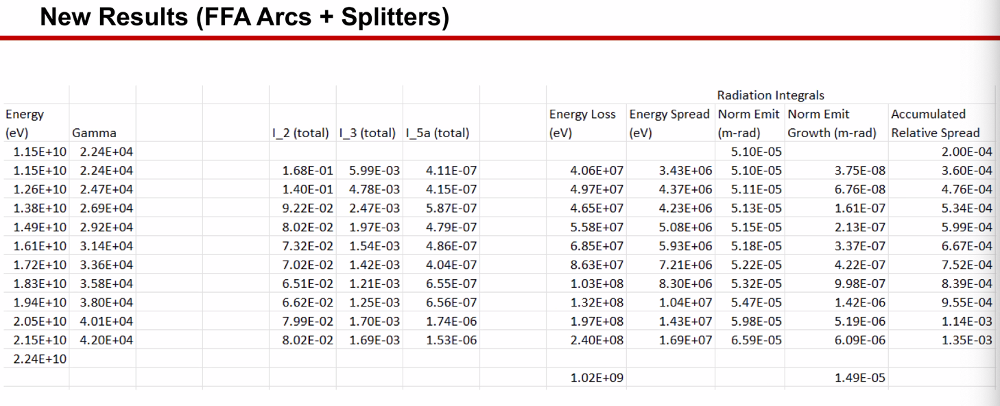 New Results (FFA Arcs + Splitters)
Radiation Integrals
Energy (eV) Gamma I_2 (total) I_3 (total) I_5a (total) Energy Loss (eV) Energy Spread (eV) Norm Emit (m-rad) Norm Emit Growth (m-rad) Accumulated Relative Spread
1.15E+10 2.24E+04 5.10E-05 2.00E-04
1.15E+10 2.24E+04 1.68E-01 5.99E-03 4.11E-07 4.06E+07 3.43E+06 5.10E-05 3.75E-08 3.60E-04
1.26E+10 2.47E+04 1.40E-01 4.78E-03 4.15E-07 4.97E+07 4.37E+06 5.11E-05 6.76E-08 4.76E-04
1.38E+10 2.69E+04 9.22E-02 2.47E-03 5.87E-07 4.65E+07 4.23E+06 5.13E-05 1.61E-07 5.34E-04
1.49E+10 2.92E+04 8.02E-02 1.97E-03 4.79E-07 5.58E+07 5.08E+06 5.15E-05 2.13E-07 5.99E-04
1.61E+10 3.14E+04 7.32E-02 1.54E-03 4.86E-07 6.85E+07 5.93E+06 5.18E-05 3.37E-07 6.67E-04
1.72E+10 3.36E+04 7.02E-02 1.42E-03 4.04E-07 8.63E+07 7.21E+06 5.22E-05 4.22E-07 7.52E-04
1.83E+10 3.58E+04 6.51E-02 1.21E-03 6.55E-07 1.03E+08 8.30E+06 5.32E-05 9.98E-07 8.39E-04
1.94E+10 3.80E+04 6.62E-02 1.25E-03 6.56E-07 1.32E+08 1.04E+07 5.47E-05 1.42E-06 9.55E-04
2.05E+10 4.01E+04 7.99E-02 1.70E-03 1.74E-06 1.97E+08 1.43E+07 5.98E-05 5.19E-06 1.14E-03
2.15E+10 4.20E+04 8.02E-02 1.69E-03 1.53E-06 2.40E+08 1.69E+07 6.59E-05 6.09E-06 1.35E-03
2.24E+10
1.02E+09 1.49E-05